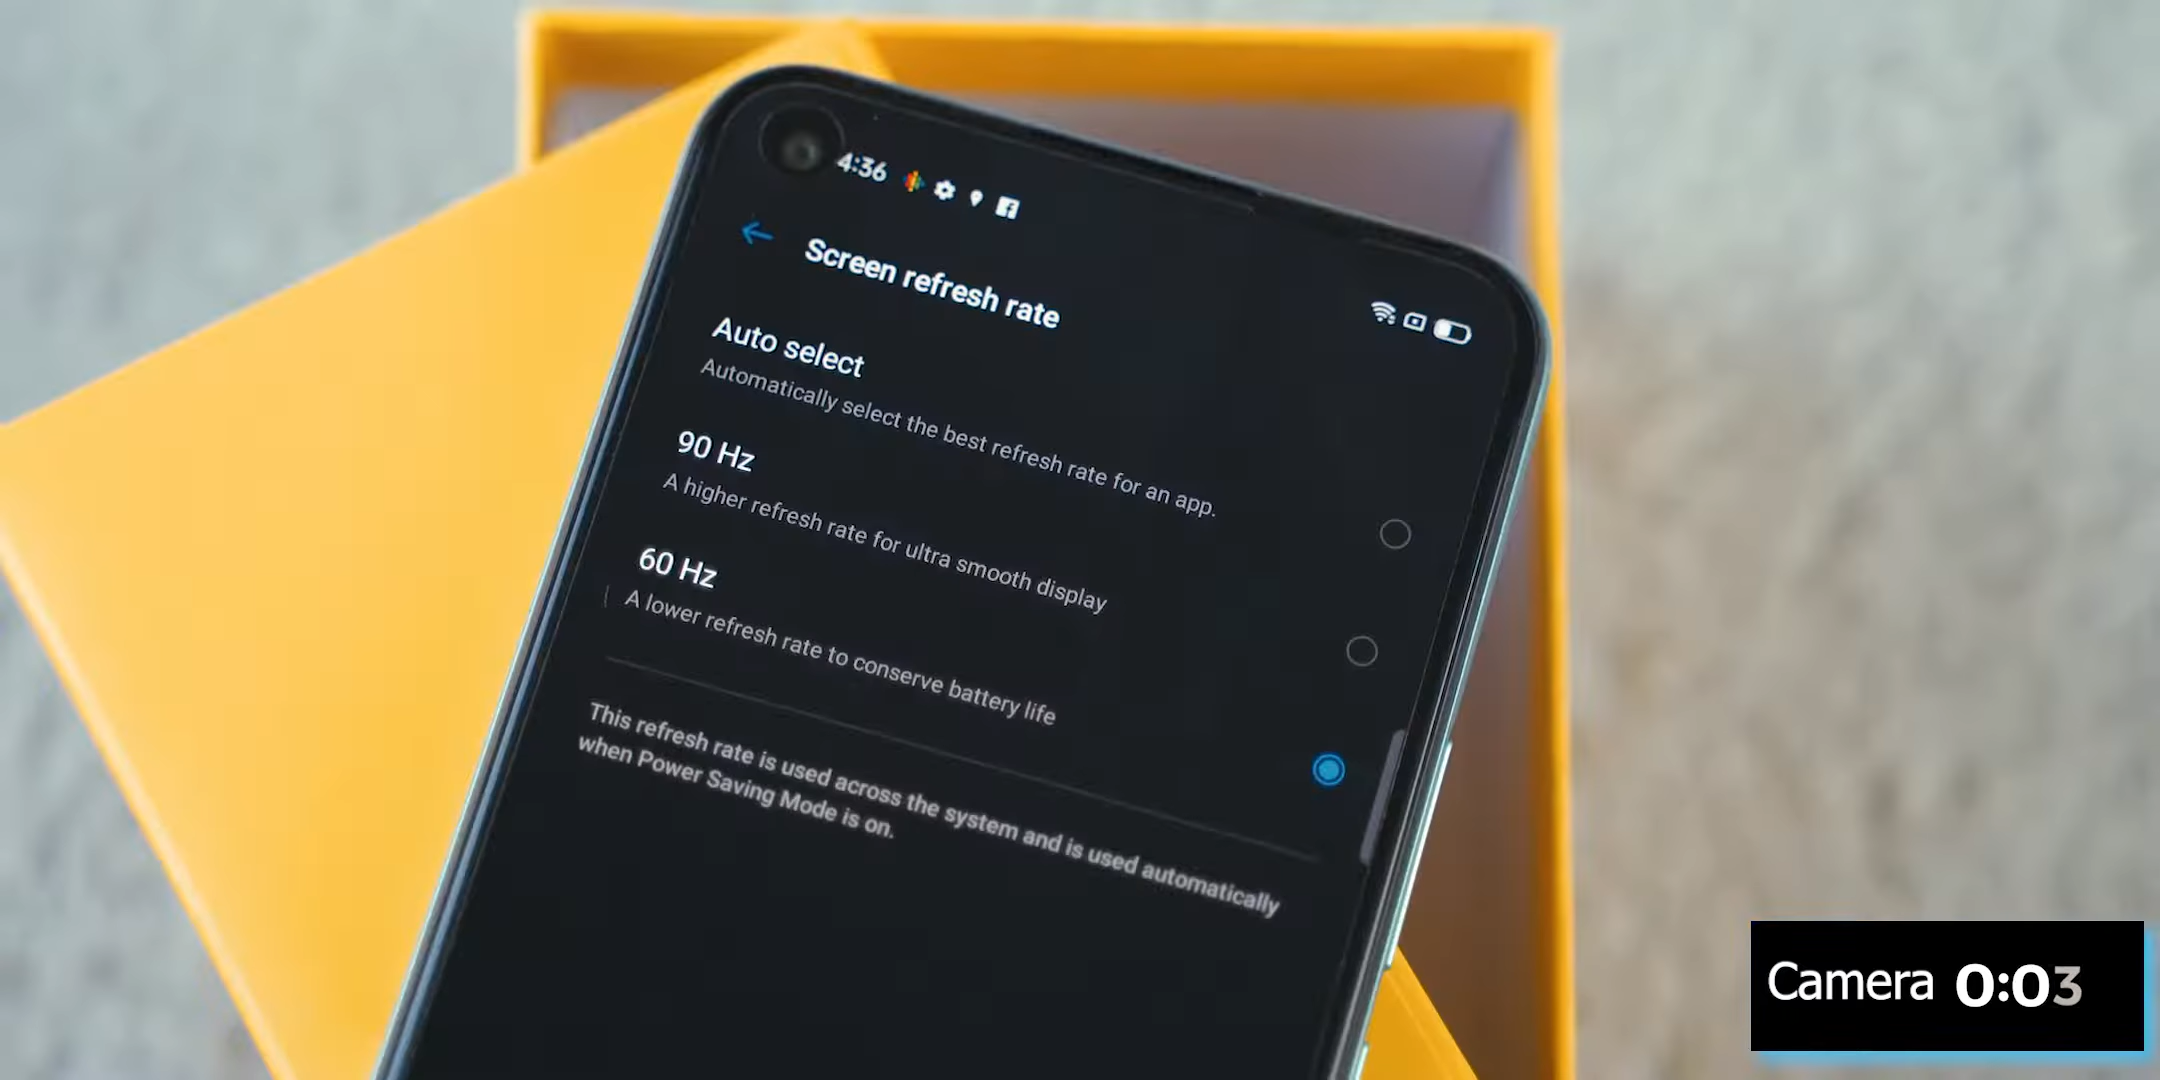 4:36
Screen refresh rate
Auto select
Automatically select the best refresh rate for an app.
90 Hz
A higher refresh rate for ultra smooth display
60 Hz
A lower refresh rate to conserve battery life
This refresh rate is used across the system and is used automatically
when Power Saving Mode is on.
Camera 0:03